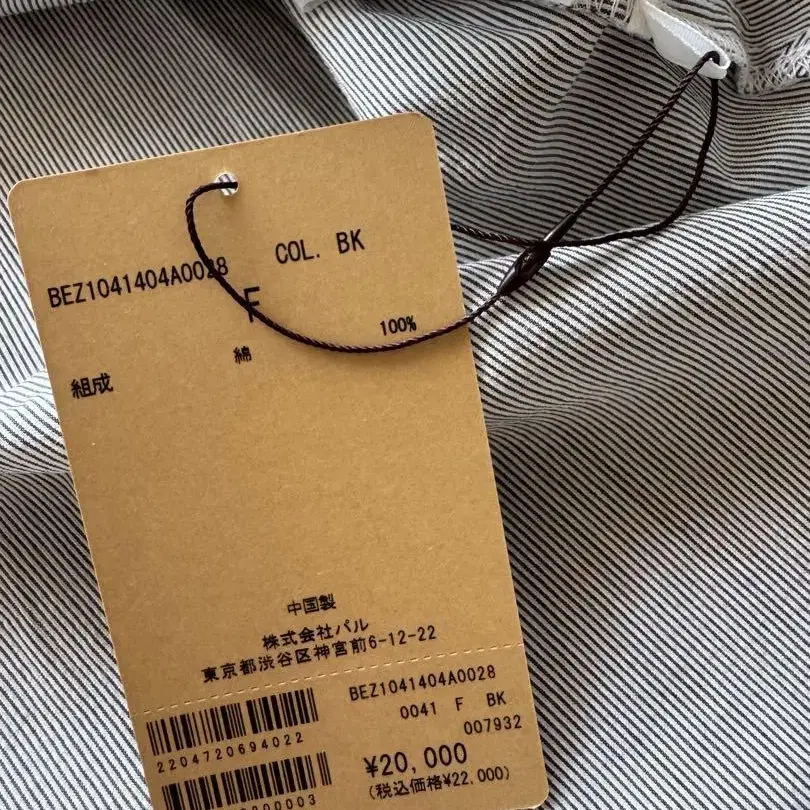 COL. BK
BEZ1041404A0028
F
綿 100%
組成
中国製
株式会社パル
東京都渋谷区神宮前6-12-22
BEZ1041404A0028
0041 F BK
007932
2204720694022
¥20,000
(税込価格¥22,000)